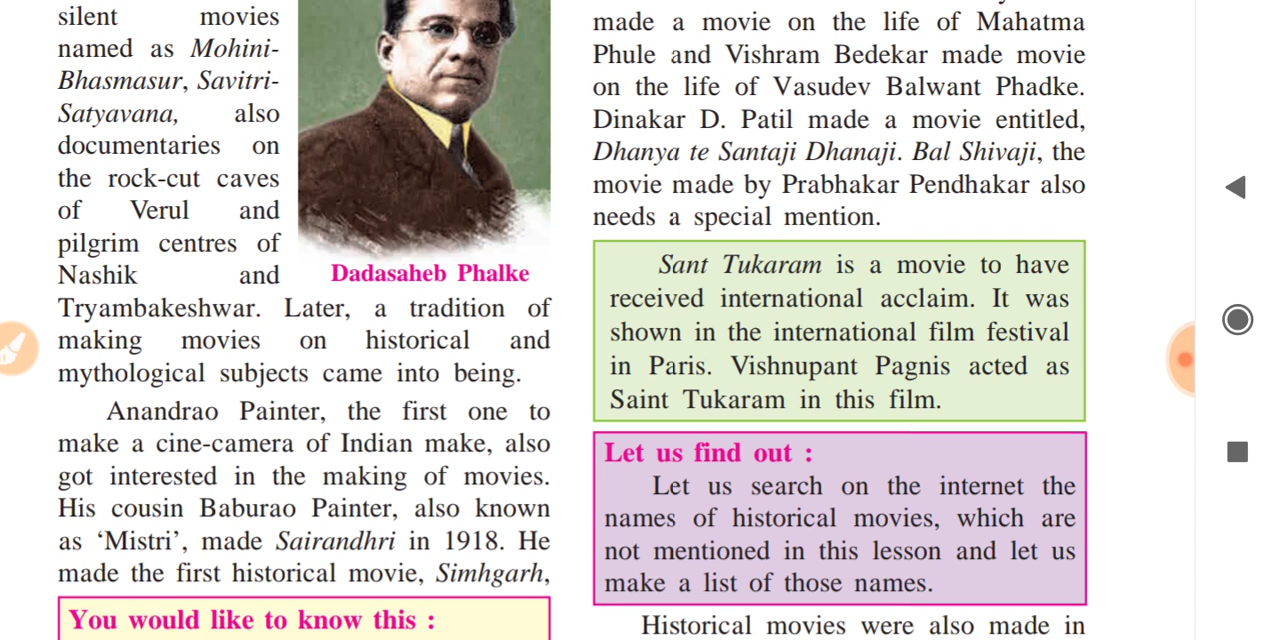 silent movies
named as Mohini-
Bhasmasur, Savitri-
Satyavana, also
documentaries on
the rock-cut caves
of Verul and
pilgrim centres of
Nashik and
Dadasaheb Phalke
Tryambakeshwar. Later, a tradition of
making movies on historical and
mythological subjects came into being.
Anandrao Painter, the first one to
make a cine-camera of Indian make, also
got interested in the making of movies.
His cousin Baburao Painter, also known
as ‘Mistri’, made Sairandhri in 1918. He
made the first historical movie, Simhgarh,
You would like to know this :
made a movie on the life of Mahatma
Phule and Vishram Bedekar made movie
on the life of Vasudev Balwant Phadke.
Dinakar D. Patil made a movie entitled,
Dhanya te Santaji Dhanaji. Bal Shivaji, the
movie made by Prabhakar Pendhakar also
needs a special mention.
Sant Tukaram is a movie to have
received international acclaim. It was
shown in the international film festival
in Paris. Vishnupant Pagnis acted as
Saint Tukaram in this film.
Let us find out :
Let us search on the internet the
names of historical movies, which are
not mentioned in this lesson and let us
make a list of those names.
Historical movies were also made in